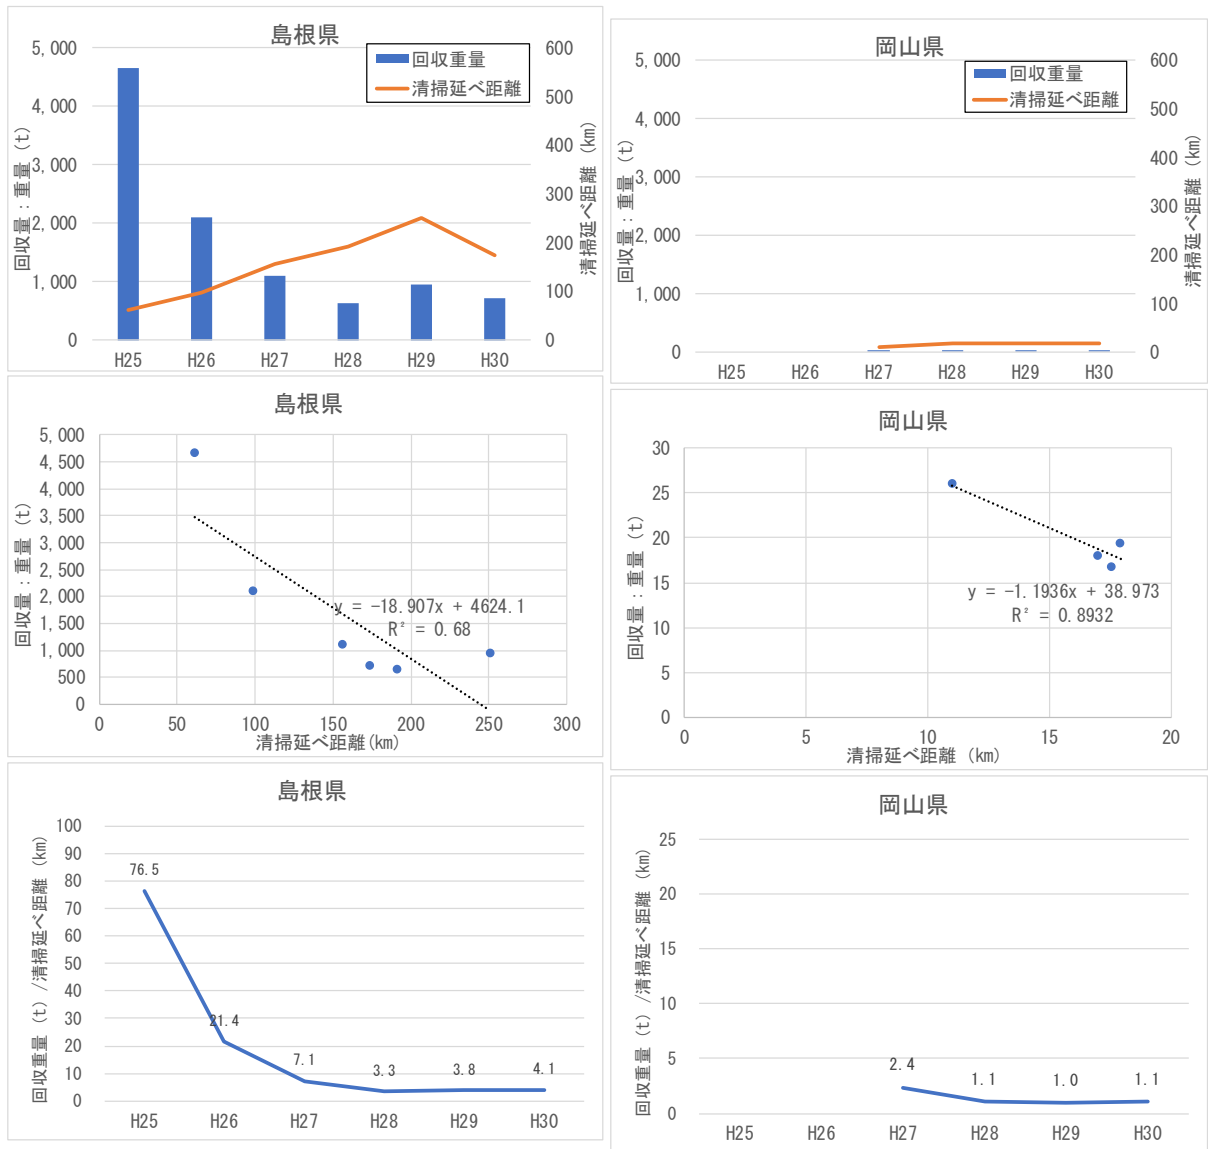 島根県
回収重量
清掃延べ距離
5,000
4,000
3,000
2,000
1,000
0
600
500
400
300
200
100
0
回収量：重量 (t)
清掃延べ距離 (km)
H25 H26 H27 H28 H29 H30
岡山県
回収重量
清掃延べ距離
5,000
4,000
3,000
2,000
1,000
0
600
500
400
300
200
100
0
回収量：重量 (t)
清掃延べ距離 (km)
H25 H26 H27 H28 H29 H30
島根県
5,000
4,500
4,000
3,500
3,000
2,500
2,000
1,500
1,000
500
0
回収量：重量 (t)
y = -18.907x + 4624.1
R² = 0.68
0 50 100 150 200 250 300
清掃延べ距離(km)
岡山県
30
25
20
15
10
5
0
回収量：重量 (t)
y = -1.1936x + 38.973
R² = 0.8932
0 5 10 15 20
清掃延べ距離 (km)
島根県
100
90
80
70
60
50
40
30
20
10
0
回収重量 (t) /清掃延べ距離 (km)
76.5
21.4
7.1
3.3
3.8
4.1
H25 H26 H27 H28 H29 H30
岡山県
25
20
15
10
5
0
回収重量 (t) /清掃延べ距離 (km)
2.4
1.1
1.0
1.1
H25 H26 H27 H28 H29 H30